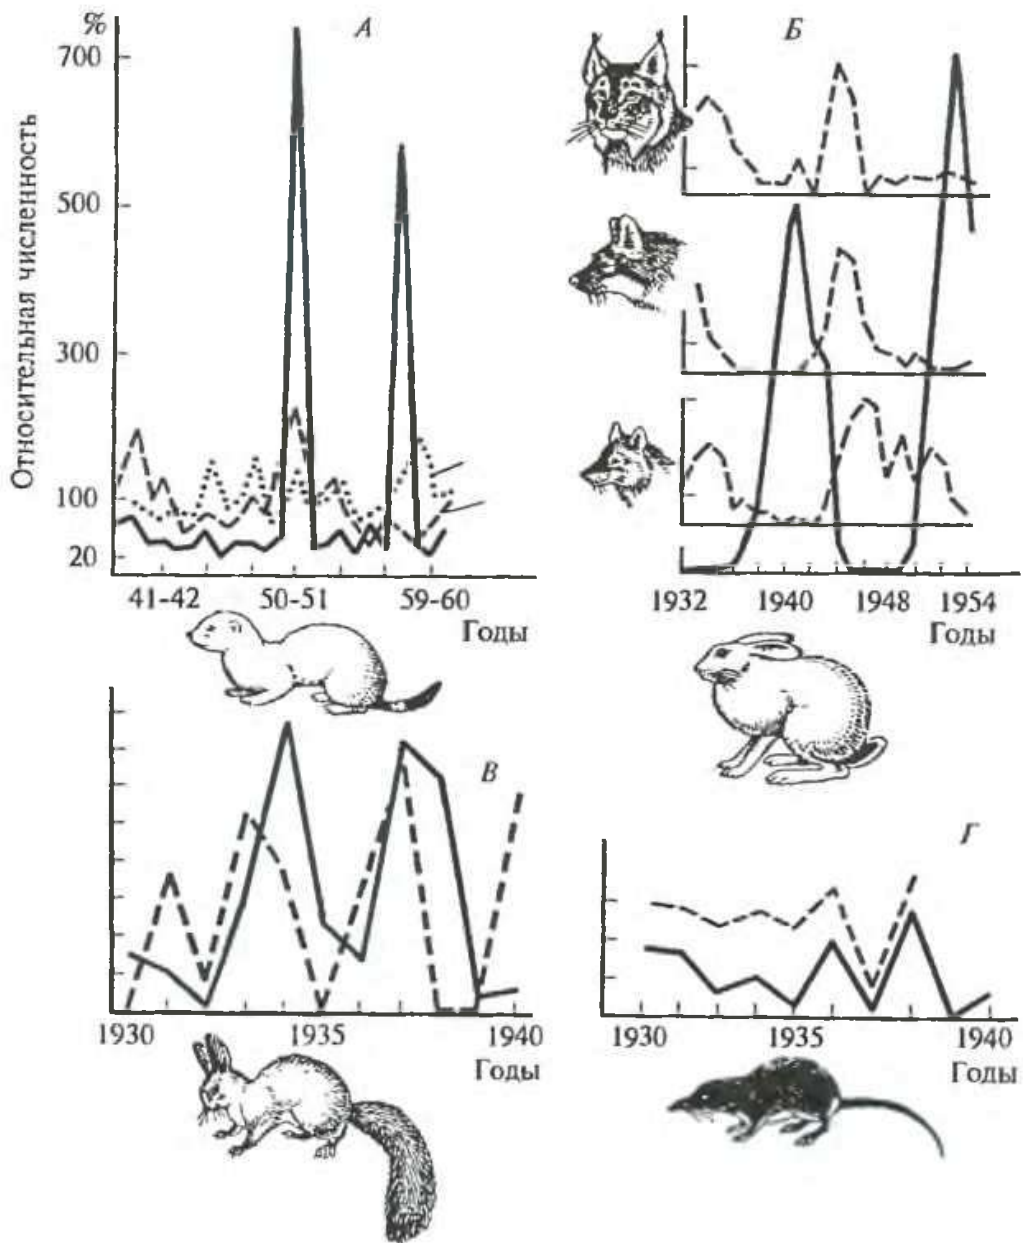 %
А
Б
700
500
300
100
20
Относительная численность
41-42 50-51 59-60
Годы
1932 1940 1948 1954
Годы
В
1930 1935 1940
Годы
Г
1930 1935 1940
Годы